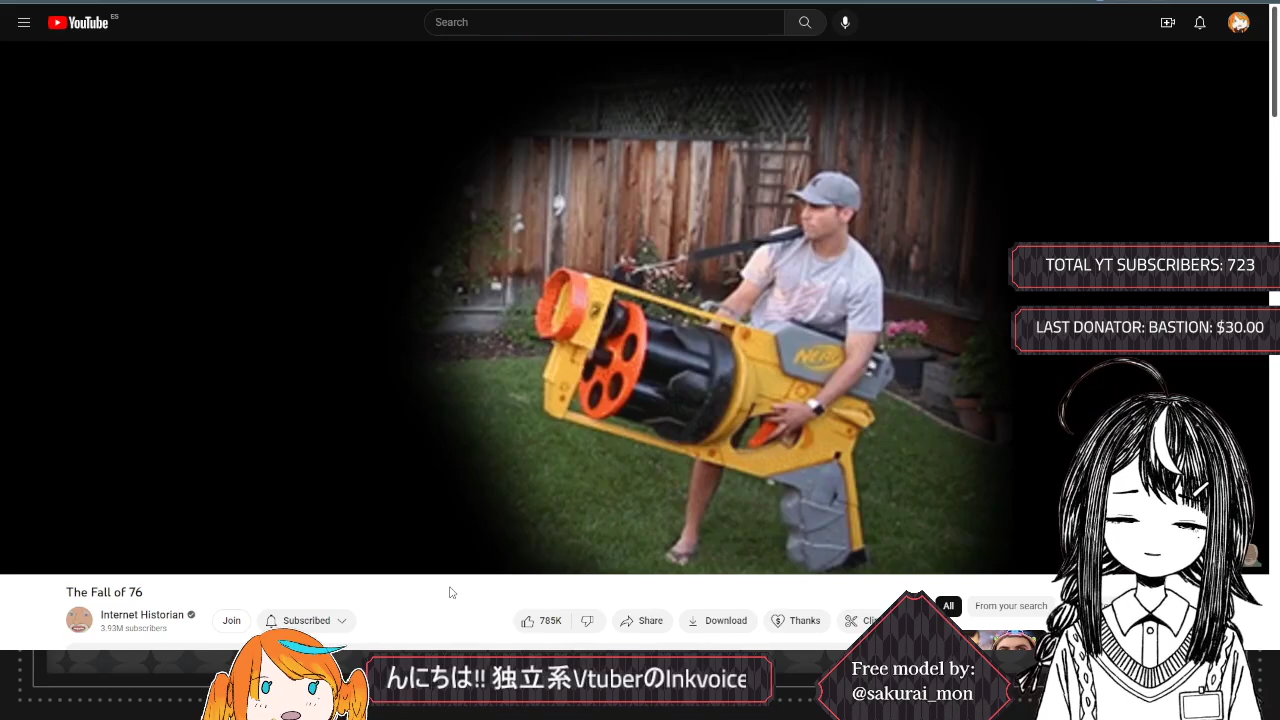 YouTube ES
Search
NERF
TOTAL YT SUBSCRIBERS: 723
LAST DONATOR: BASTION: $30.00
The Fall of 76
Internet Historian
3.93M subscribers
Join
Subscribed
785K
Share
Download
Thanks
All
From your search
んにちは!! 独立系VtuberのInkvoice
Free model by:
@sakurai_mon